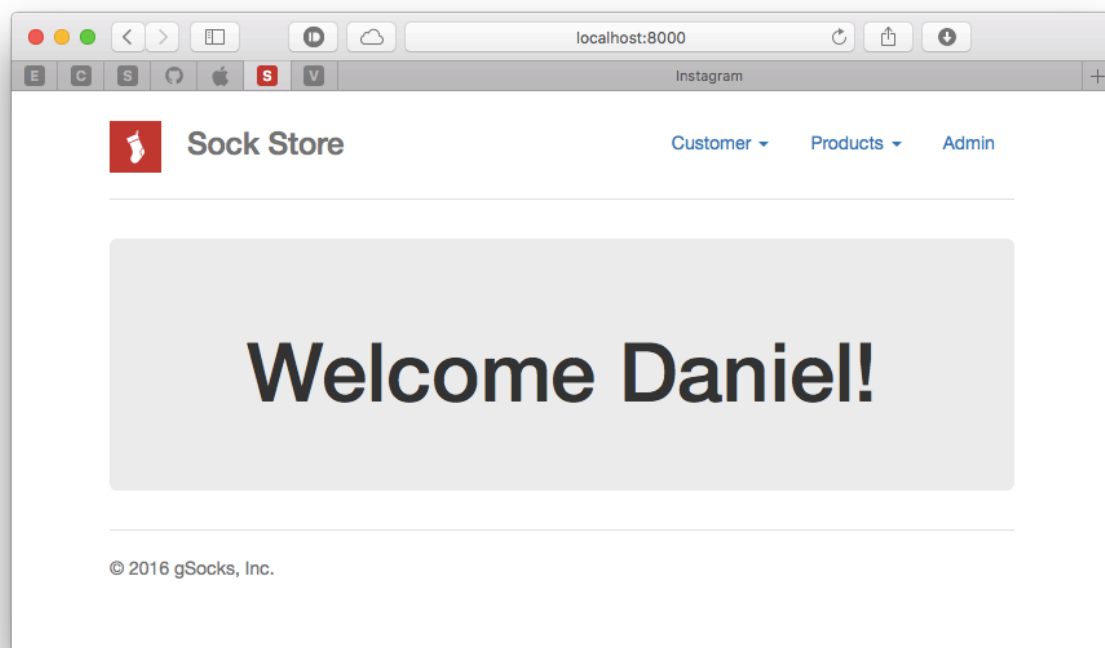 localhost:8000
E C S S V Instagram
Sock Store Customer Products Admin
Welcome Daniel!
© 2016 gSocks, Inc.